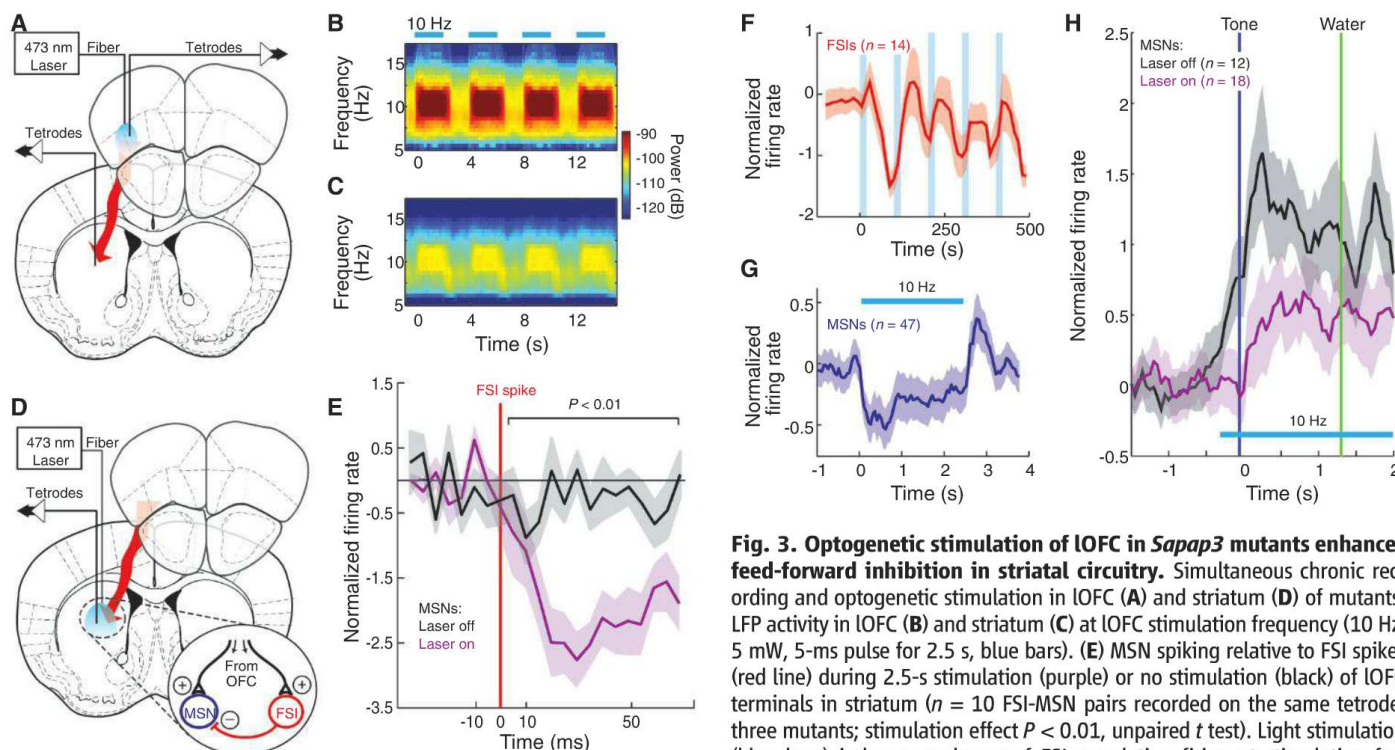 A
473 nm
Laser
Fiber
Tetrodes
Tetrodes
B
10 Hz
Frequency
(Hz)
15
10
5
0
4
8
12
-90
-100
-110
-120
Power (dB)
C
Frequency
(Hz)
15
10
5
0
4
8
12
Time (s)
D
473 nm
Laser
Fiber
Tetrodes
From
OFC
+
+
MSN
−
FSI
E
FSI spike
P < 0.01
Normalized firing rate
1.5
0.5
-0.5
-1.5
-2.5
-3.5
MSNs:
Laser off
Laser on
-10
0
10
50
Time (ms)
F
FSIs (n = 14)
Normalized
firing rate
1
0
-1
-2
0
500
Time (s)
G
10 Hz
MSNs (n = 47)
Normalized
firing rate
0.5
0
-0.5
-1
0
1
2
3
4
Time (s)
H
Tone
Water
MSNs:
Laser off (n = 12)
Laser on (n = 18)
Normalized firing rate
2.5
2
1.5
1
0.5
0
0.5
10 Hz
0
1
2
Time (s)
Fig. 3. Optogenetic stimulation of lOFC in Sapap3 mutants enhance
feed-forward inhibition in striatal circuitry. Simultaneous chronic rec
ording and optogenetic stimulation in lOFC (A) and striatum (D) of mutants
LFP activity in lOFC (B) and striatum (C) at lOFC stimulation frequency (10 Hz
5 mW, 5-ms pulse for 2.5 s, blue bars). (E) MSN spiking relative to FSI spike
(red line) during 2.5-s stimulation (purple) or no stimulation (black) of lOF
terminals in striatum (n = 10 FSI-MSN pairs recorded on the same tetrode
three mutants; stimulation effect P < 0.01, unpaired t test). Light stimulation